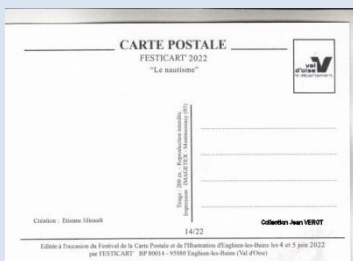 CARTE POSTALE
FESTICART' 2022
"Le nautisme"
val
d'oise
le département
Tirage : 200 ex. - Reproduction interdite
Impression : IMAGETEX - Montmorency (95)
Création : Etienne Minault
Collection Jean VEROT
14/22
Editée à l'occasion du Festival de la Carte Postale et de l'Illustration d'Enghien-les-Bains les 4 et 5 juin 2022
par FESTICART' BP 80014 - 95880 Enghien-les-Bains (Val d'Oise)